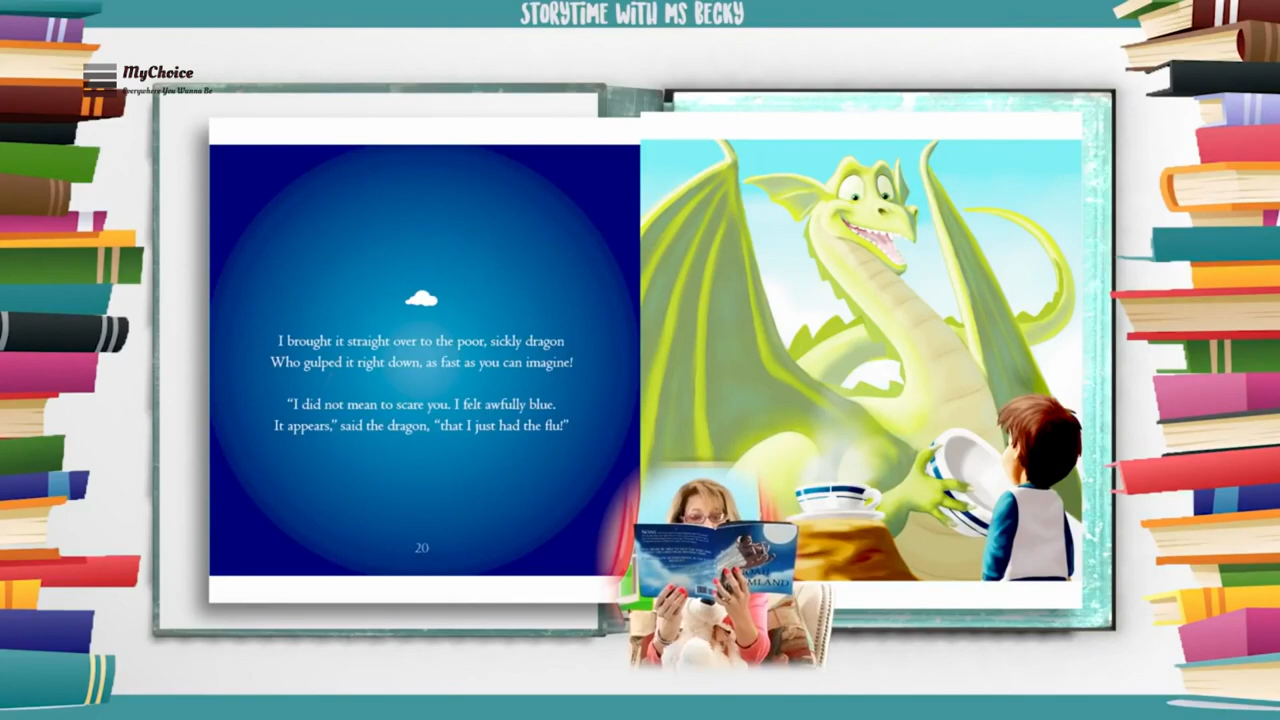 STORYTIME WITH MS BECKY
MyChoice
Everywhere You Wanna Be
I brought it straight over to the poor, sickly dragon
Who gulped it right down, as fast as you can imagine!
“I did not mean to scare you. I felt awfully blue.
It appears,” said the dragon, “that I just had the flu!”
20